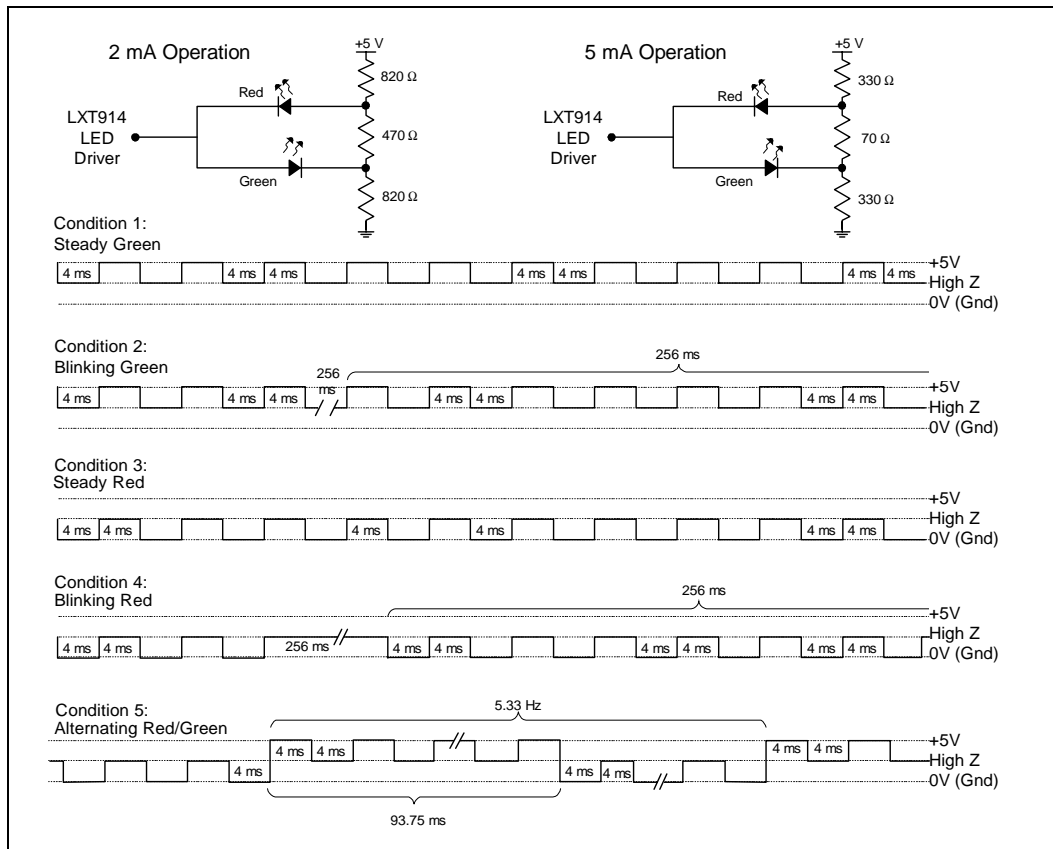 2 mA Operation
+5 V
820 Ω
Red
LXT914
LED
Driver
470 Ω
Green
820 Ω
5 mA Operation
+5 V
330 Ω
Red
LXT914
LED
Driver
70 Ω
Green
330 Ω
Condition 1:
Steady Green
4 ms 4 ms 4 ms 4 ms 4 ms 4 ms 4 ms
+5V
High Z
0V (Gnd)
Condition 2:
Blinking Green
256
ms
256 ms
4 ms 4 ms 4 ms 4 ms 4 ms 4 ms 4 ms
+5V
High Z
0V (Gnd)
Condition 3:
Steady Red
+5V
High Z
4 ms 4 ms 4 ms 4 ms 4 ms 4 ms
0V (Gnd)
Condition 4:
Blinking Red
256 ms
+5V
High Z
4 ms 4 ms 256 ms 4 ms 4 ms 4 ms 4 ms 4 ms 4 ms
0V (Gnd)
Condition 5:
Alternating Red/Green
5.33 Hz
4 ms 4 ms 4 ms 4 ms
+5V
High Z
4 ms 4 ms 4 ms
0V (Gnd)
93.75 ms